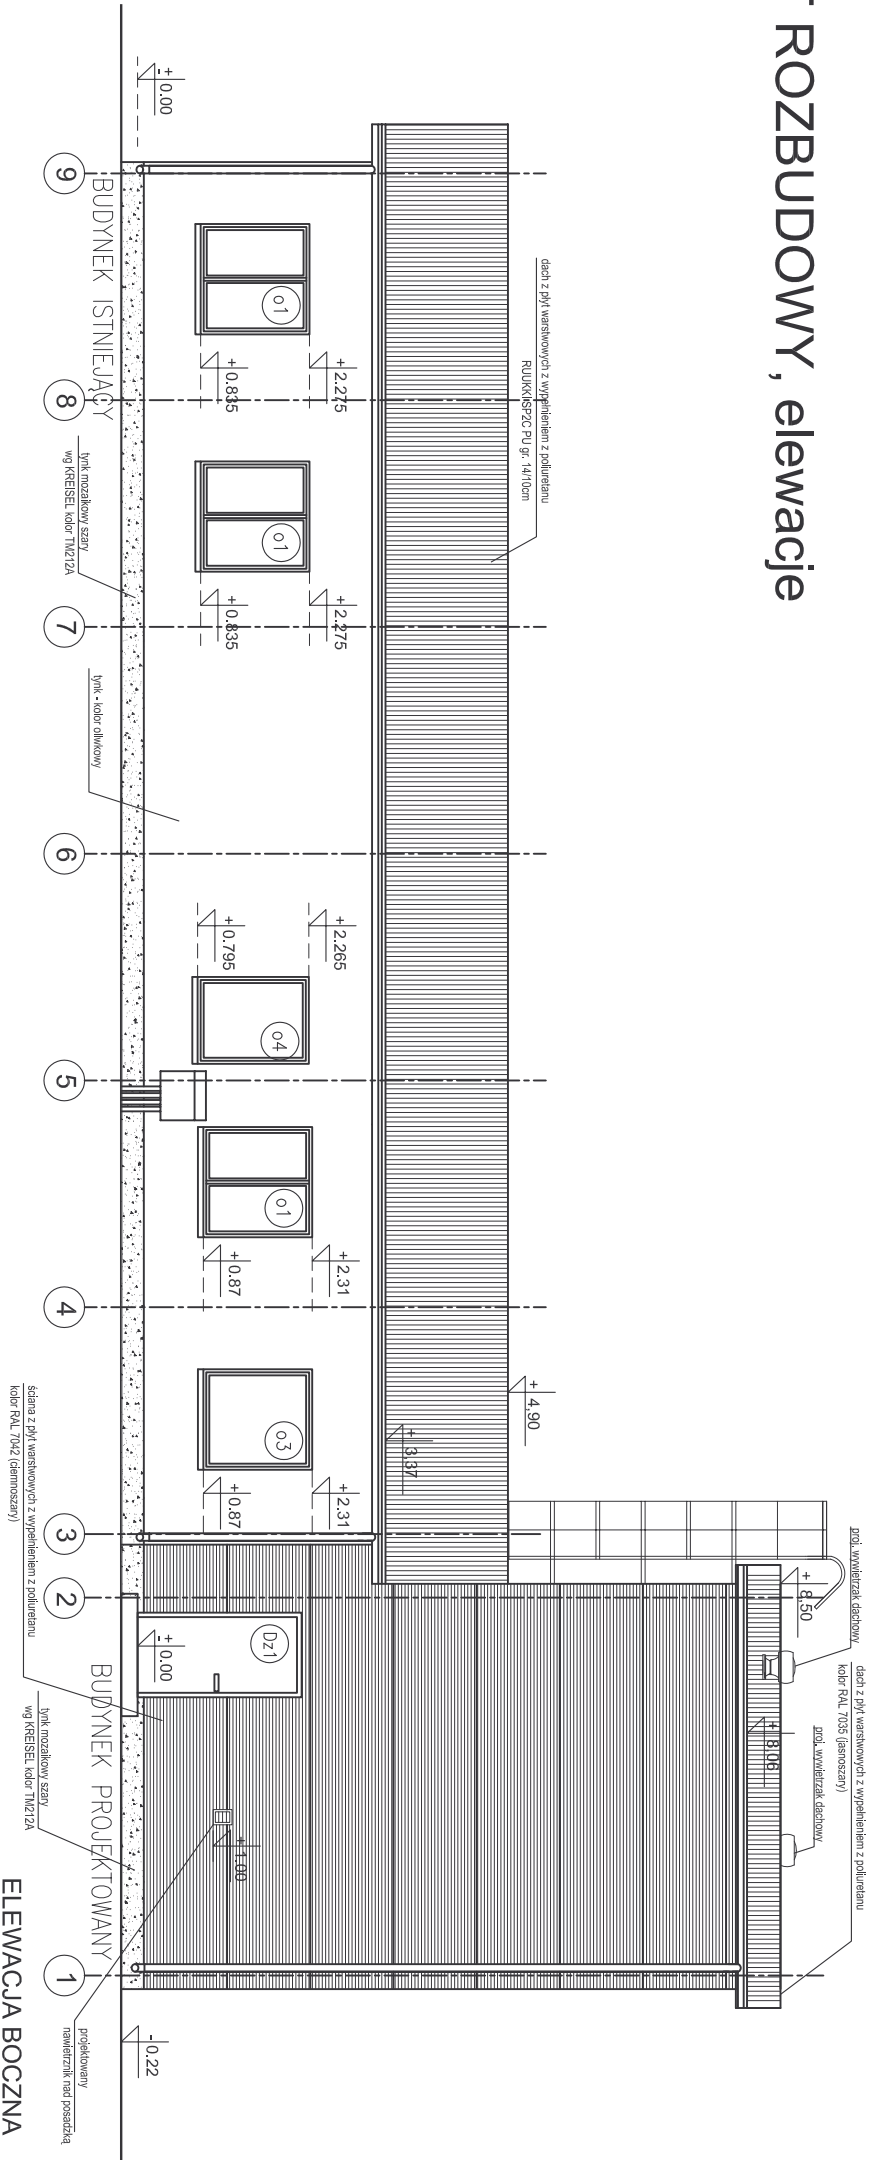 T ROZBUDOWY, elewacje
dach z płyt warstwowych z wypełnieniem z poliuretanu
RUUKKI SP2C PU gr. 14/10cm
proj. wywietrzak dachowy
dach z płyt warstwowych z wypełnieniem z poliuretanu
kolor RAL 7035 (jasnoszary)
proj. wywietrzak dachowy
+ 8,50
+ 8,06
+ 4,90
+ 3,37
+ 2.275
+ 2.275
+ 2.265
+ 2.31
+ 2.31
o1
o1
o4
o1
o3
Dz1
+ 0.835
+ 0.835
+ 0.795
+ 0.87
+ 0.87
+ 1.00
+
- 0.00
+
- 0.00
- 0.22
BUDYNEK ISTNIEJĄCY
BUDYNEK PROJEKTOWANY
tynk mozaikowy szary
wg KREISEL kolor TM212A
tynk - kolor oliwkowy
9
8
7
6
5
4
3
2
1
ściana z płyt warstwowych z wypełnieniem z poliuretanu
kolor RAL 7042 (ciemnoszary)
tynk mozaikowy szary
wg KREISEL kolor TM212A
projektowany
nawietrznik nad posadzką
ELEWACJA BOCZNA